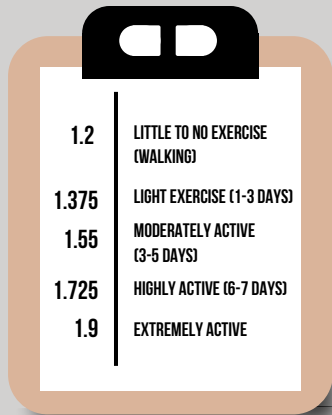 1.2 LITTLE TO NO EXERCISE
(WALKING)
1.375 LIGHT EXERCISE (1-3 DAYS)
1.55 MODERATELY ACTIVE
(3-5 DAYS)
1.725 HIGHLY ACTIVE (6-7 DAYS)
1.9 EXTREMELY ACTIVE